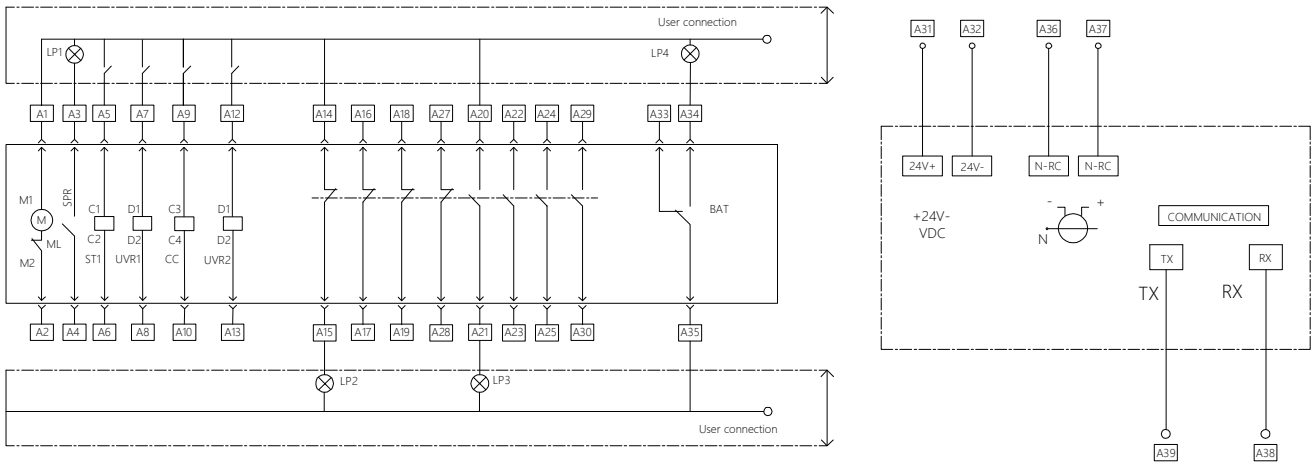 User connection
LP1
LP4
A1 A3 A5 A7 A9 A12 A14 A16 A18 A27 A20 A22 A24 A29 A33 A34
M1
M
M2
ML
SPR
C1
C2
ST1
D1
D2
UVR1
C3
C4
CC
D1
D2
UVR2
BAT
A2 A4 A6 A8 A10 A13 A15 A17 A19 A28 A21 A23 A25 A30 A35
LP2
LP3
User connection
A31 A32 A36 A37
24V+ 24V- N-RC N-RC
+24V-
VDC
- +
N
COMMUNICATION
TX RX
TX RX
A39 A38